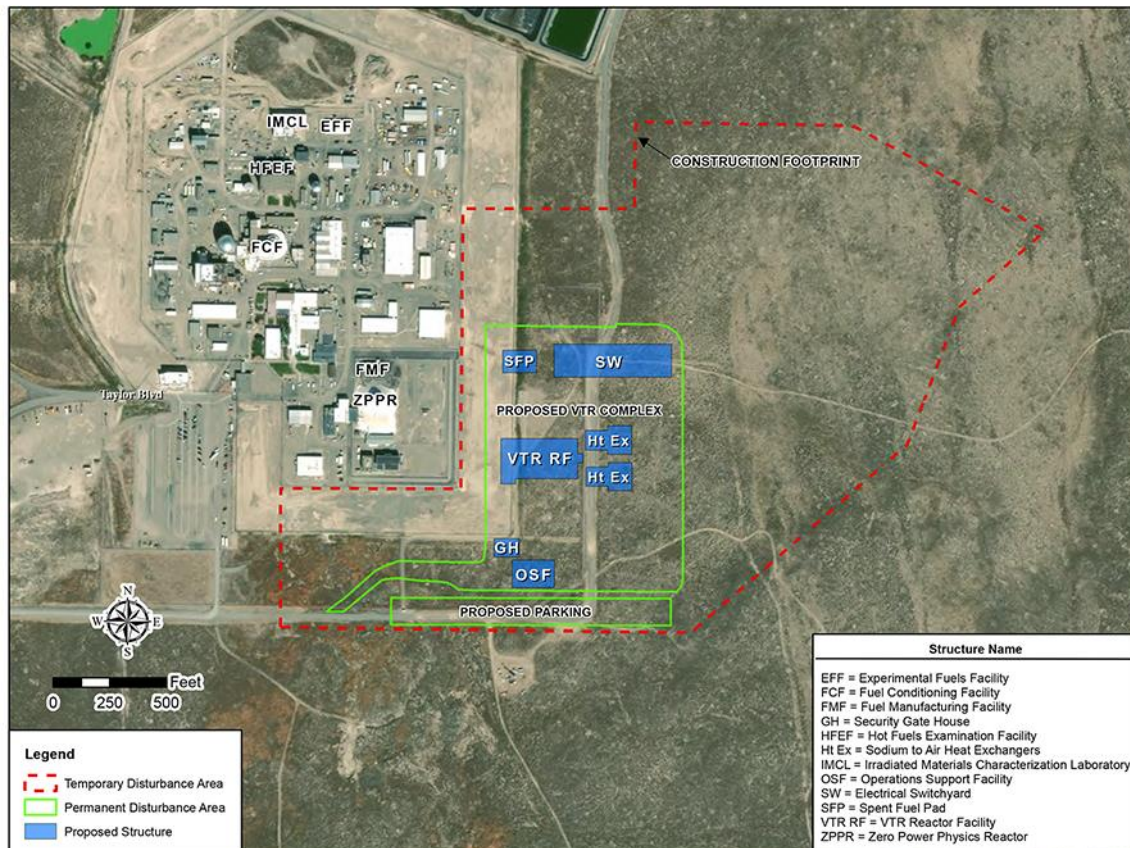 IMCL
EFF
HFEF
CONSTRUCTION FOOTPRINT
FCF
SFP
SW
FMF
Taylor Blvd
ZPPR
PROPOSED VTR COMPLEX
Ht Ex
VTR RF
Ht Ex
GH
OSF
PROPOSED PARKING
N
W E
S
Feet
0 250 500
Legend
Temporary Disturbance Area
Permanent Disturbance Area
Proposed Structure
Structure Name
EFF = Experimental Fuels Facility
FCF = Fuel Conditioning Facility
FMF = Fuel Manufacturing Facility
GH = Security Gate House
HFEF = Hot Fuels Examination Facility
Ht Ex = Sodium to Air Heat Exchangers
IMCL = Irradiated Materials Characterization Laboratory
OSF = Operations Support Facility
SW = Electrical Switchyard
SFP = Spent Fuel Pad
VTR RF = VTR Reactor Facility
ZPPR = Zero Power Physics Reactor